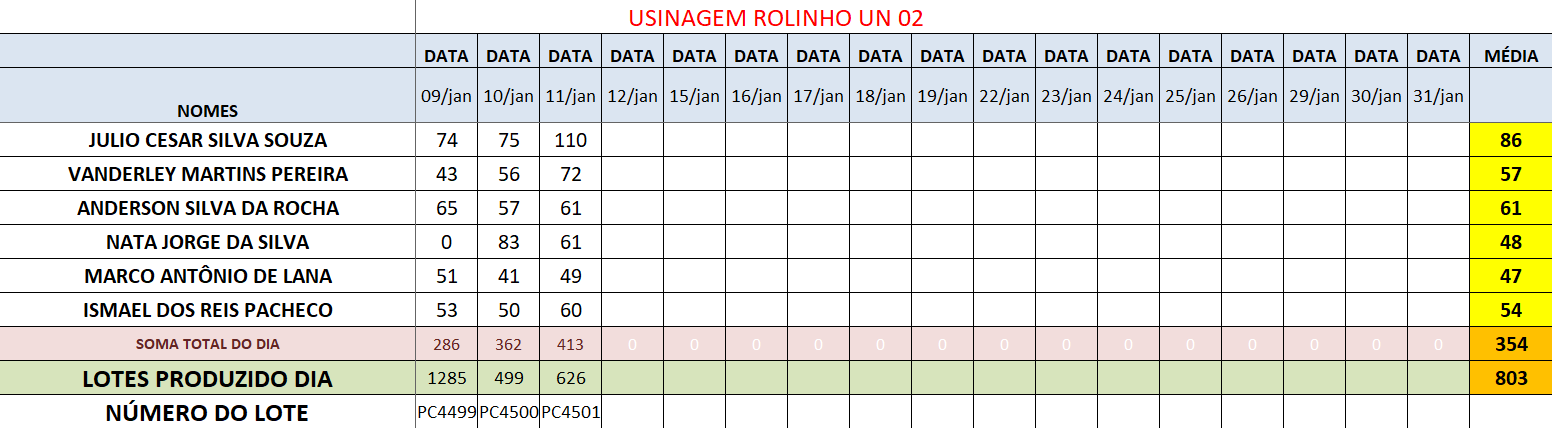 USINAGEM ROLINHO UN 02
DATA DATA DATA DATA DATA DATA DATA DATA DATA DATA DATA DATA DATA DATA DATA DATA DATA MÉDIA
NOMES 09/jan 10/jan 11/jan 12/jan 15/jan 16/jan 17/jan 18/jan 19/jan 22/jan 23/jan 24/jan 25/jan 26/jan 29/jan 30/jan 31/jan
JULIO CESAR SILVA SOUZA 74 75 110 86
VANDERLEY MARTINS PEREIRA 43 56 72 57
ANDERSON SILVA DA ROCHA 65 57 61 61
NATA JORGE DA SILVA 0 83 61 48
MARCO ANTÔNIO DE LANA 51 41 49 47
ISMAEL DOS REIS PACHECO 53 50 60 54
SOMA TOTAL DO DIA 286 362 413 0 0 0 0 0 0 0 0 0 0 0 0 0 0 354
LOTES PRODUZIDO DIA 1285 499 626 803
NÚMERO DO LOTE PC4499 PC4500 PC4501